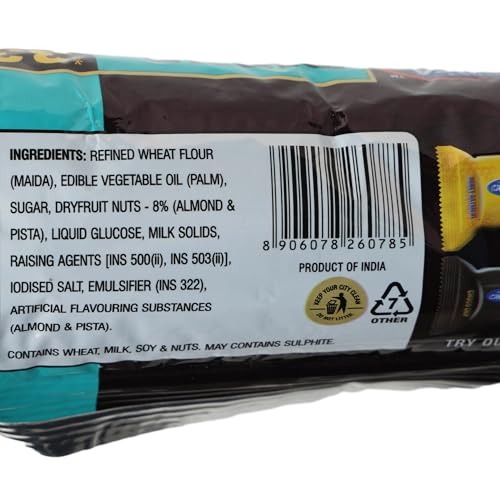 INGREDIENTS: REFINED WHEAT FLOUR
(MAIDA), EDIBLE VEGETABLE OIL (PALM),
SUGAR, DRYFRUIT NUTS - 8% (ALMOND &
PISTA), LIQUID GLUCOSE, MILK SOLIDS,
RAISING AGENTS [INS 500(ii), INS 503(ii)],
IODISED SALT, EMULSIFIER (INS 322),
ARTIFICIAL FLAVOURING SUBSTANCES
(ALMOND & PISTA).
CONTAINS WHEAT, MILK, SOY & NUTS. MAY CONTAINS SULPHITE.
8 906078 260785
PRODUCT OF INDIA
KEEP YOUR CITY CLEAN
DO NOT LITTER
7
OTHER
TRY OU